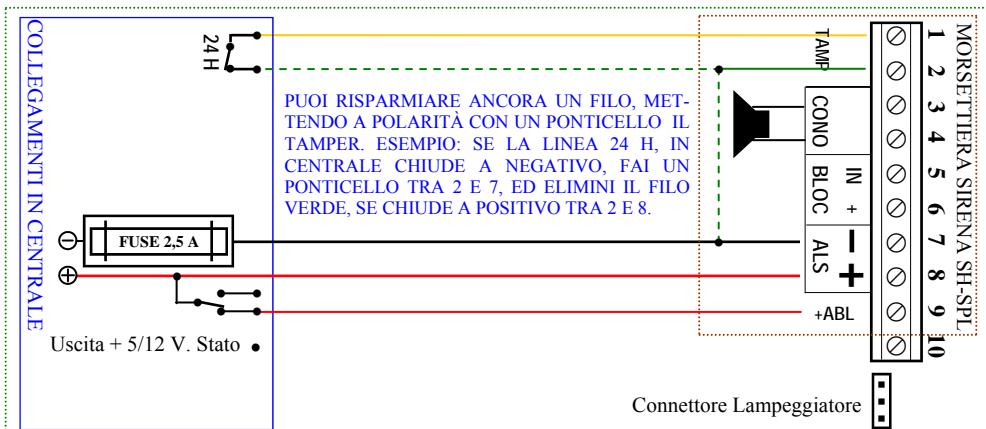 COLLEGAMENTI IN CENTRALE
24 H
PUOI RISPARMIARE ANCORA UN FILO, MET-
TENDO A POLARITÀ CON UN PONTICELLO IL
TAMPER. ESEMPIO: SE LA LINEA 24 H, IN
CENTRALE CHIUDE A NEGATIVO, FAI UN
PONTICELLO TRA 2 E 7, ED ELIMINI IL FILO
VERDE, SE CHIUDE A POSITIVO TRA 2 E 8.
FUSE 2,5 A
Uscita + 5/12 V. Stato
TAMP
CONO
IN +
BLOC
ALS
− +
+ABL
1
2
3
4
5
6
7
8
9
10
MORSETTIERA SIRENA SH-SPL
Connettore Lampeggiatore